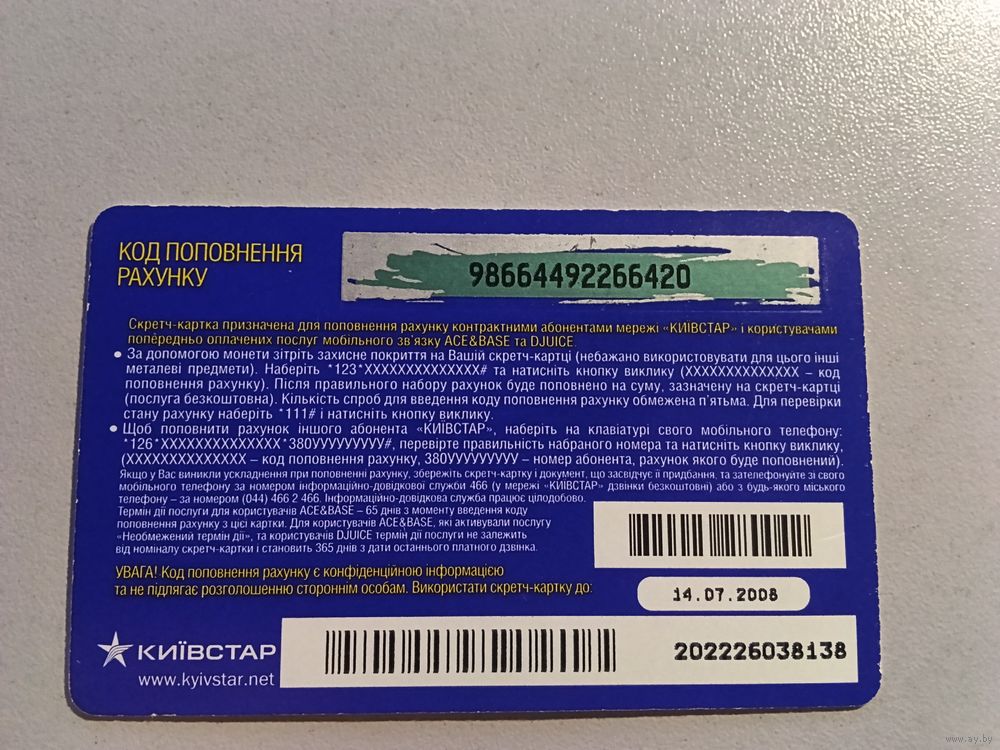 КОД ПОПОВНЕННЯ
РАХУНКУ
98664492266420
Скретч-картка призначена для поповнення рахунку контрактними абонентами мережі «КИЇВСТАР» і користувачами
попередньо оплачених послуг мобільного зв'язку ACE&BASE та DJUICE.
• За допомогою монети зітріть захисне покриття на Вашій скретч-картці (небажано використовувати для цього інші
металеві предмети). Наберіть *123*XXXXXXXXXXXXXX# та натисніть кнопку виклику (XXXXXXXXXXXXXX – код
поповнення рахунку). Після правильного набору рахунок буде поповнено на суму, зазначену на скретч-картці
(послуга безкоштовна). Кількість спроб для введення коду поповнення рахунку обмежена п'ятьма. Для перевірки
стану рахунку наберіть *111# і натисніть кнопку виклику.
• Щоб поповнити рахунок іншого абонента «КИЇВСТАР», наберіть на клавіатурі свого мобільного телефону:
*126*XXXXXXXXXXXXXX*380YYYYYYYYY#, перевірте правильність набраного номера та натисніть кнопку виклику,
(XXXXXXXXXXXXXX – код поповнення рахунку, 380YYYYYYYYY – номер абонента, рахунок якого буде поповнений).
Якщо у Вас виникли ускладнення при поповненні рахунку, збережіть скретч-картку і документ, що засвідчує її придбання, та зателефонуйте зі свого
мобільного телефону за номером інформаційно-довідкової служби 466 (у мережі «КИЇВСТАР» дзвінки безкоштовні) або з будь-якого міського
телефону – за номером (044) 466 2 466. Інформаційно-довідкова служба працює цілодобово.
Термін дії послуги для користувачів ACE&BASE – 65 днів з моменту введення коду
поповнення рахунку з цієї картки. Для користувачів ACE&BASE, які активували послугу
«Необмежений термін дії», та користувачів DJUICE термін дії послуги не залежить
від номіналу скретч-картки і становить 365 днів з дати останнього платного дзвінка.
УВАГА! Код поповнення рахунку є конфіденційною інформацією
та не підлягає розголошенню стороннім особам. Використати скретч-картку до:
14.07.2008
КИЇВСТАР
www.kyivstar.net
202226038138
www.ay.by